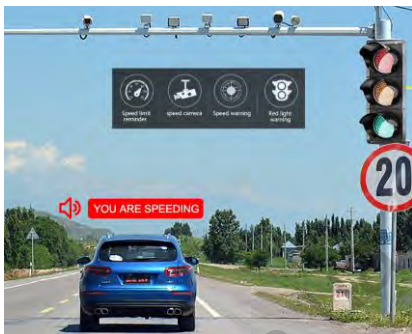 Speed limit
reminder
speed camera
Speed warning
Red light
warning
20
YOU ARE SPEEDING